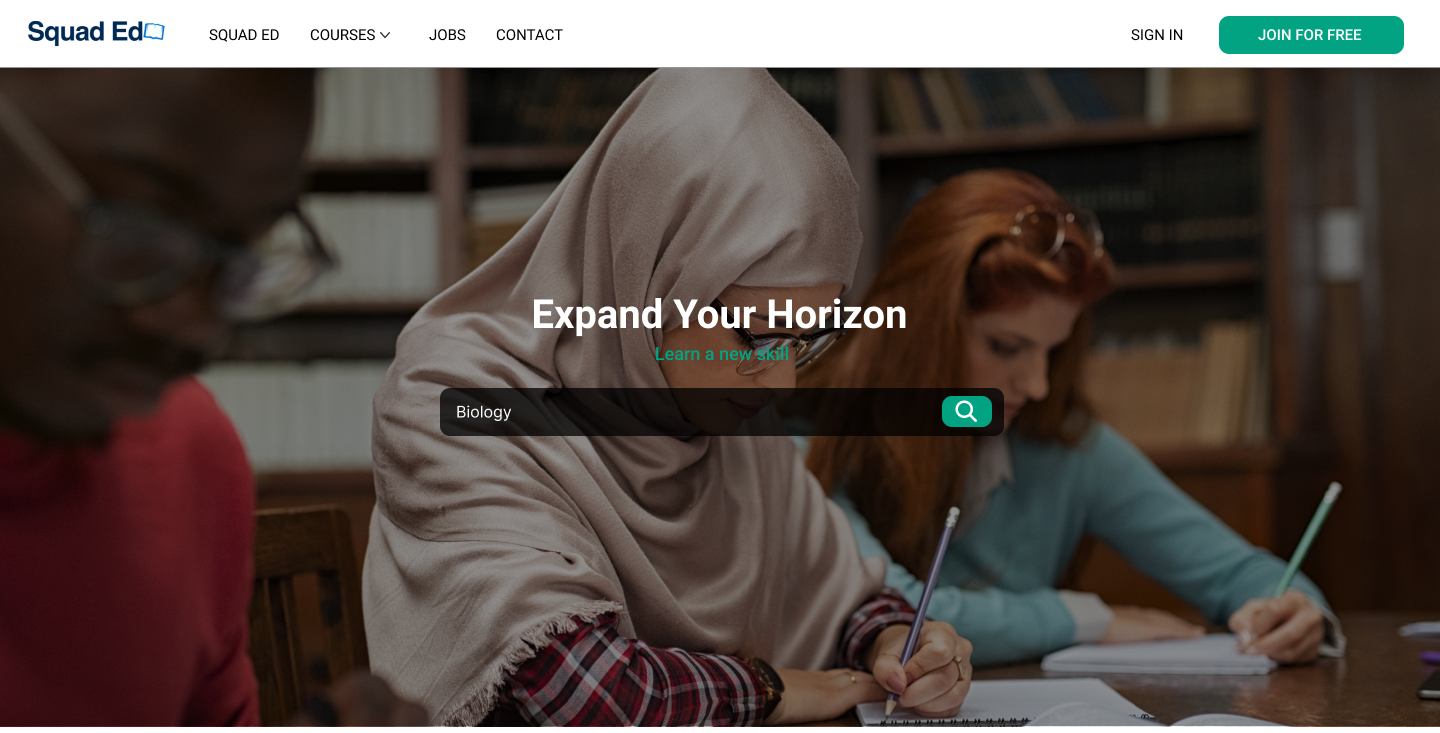 Squad Ed
SQUAD ED
COURSES
JOBS
CONTACT
SIGN IN
JOIN FOR FREE
Expand Your Horizon
Learn a new skill
Biology